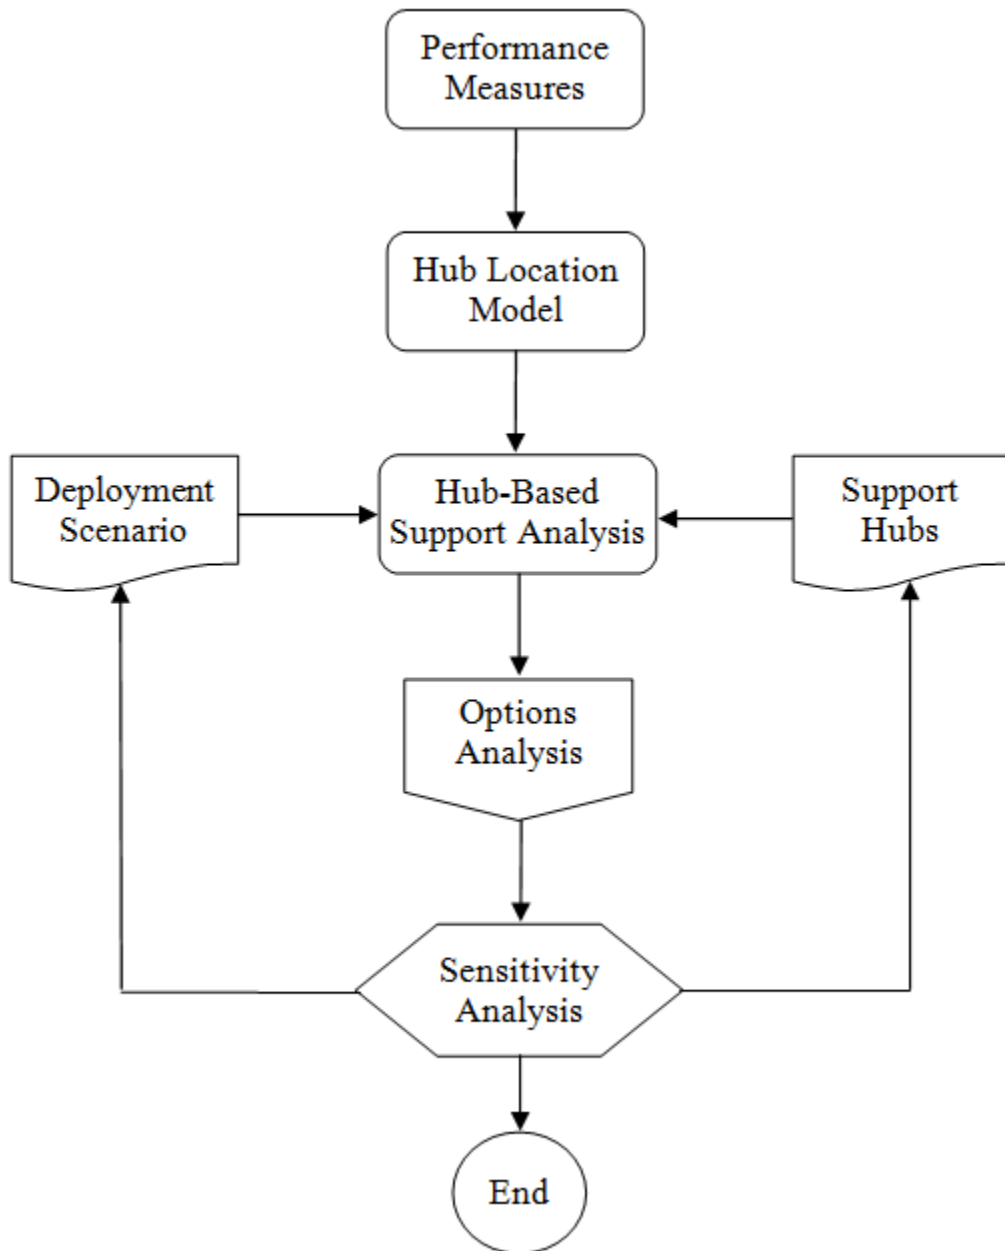 Performance
Measures
Hub Location
Model
Deployment
Scenario
Hub-Based
Support Analysis
Support
Hubs
Options
Analysis
Sensitivity
Analysis
End